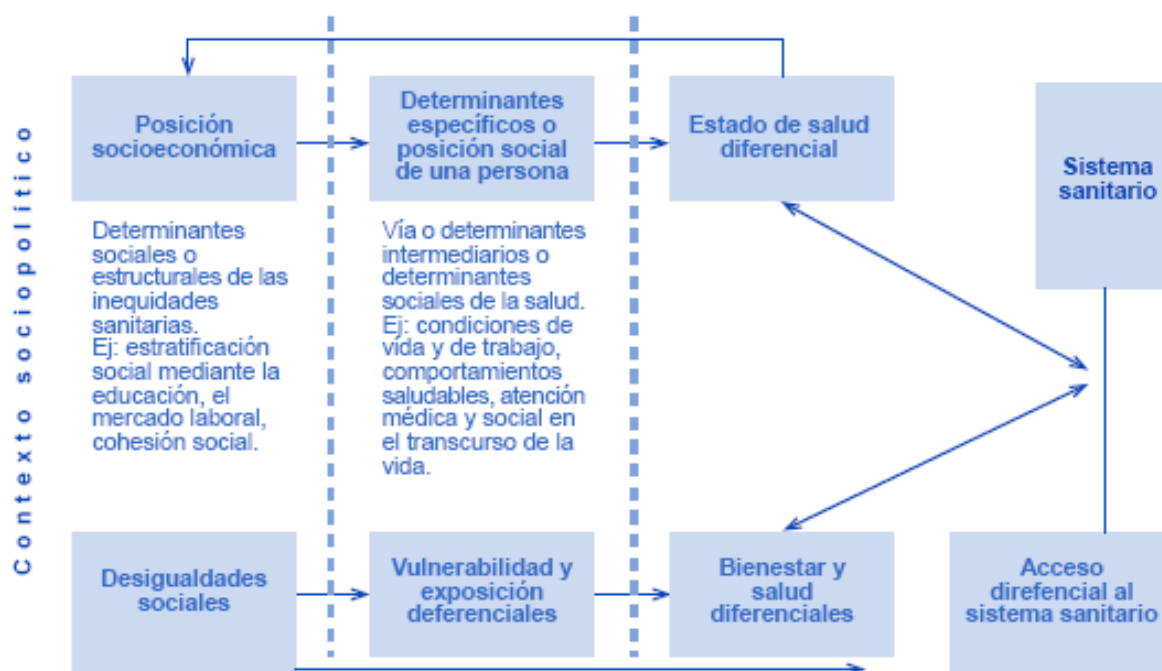 Contexto sociopolítico
Posición
socioeconómica
Determinantes
específicos o
posición social
de una persona
Estado de salud
diferencial
Sistema
sanitario
Determinantes
sociales o
estructurales de las
inequidades
sanitarias.
Ej: estratificación
social mediante la
educación, el
mercado laboral,
cohesión social.
Vía o determinantes
intermediarios o
determinantes
sociales de la salud.
Ej: condiciones de
vida y de trabajo,
comportamientos
saludables, atención
médica y social en
el transcurso de la
vida.
Desigualdades
sociales
Vulnerabilidad y
exposición
deferenciales
Bienestar y
salud
diferenciales
Acceso
direfencial al
sistema sanitario